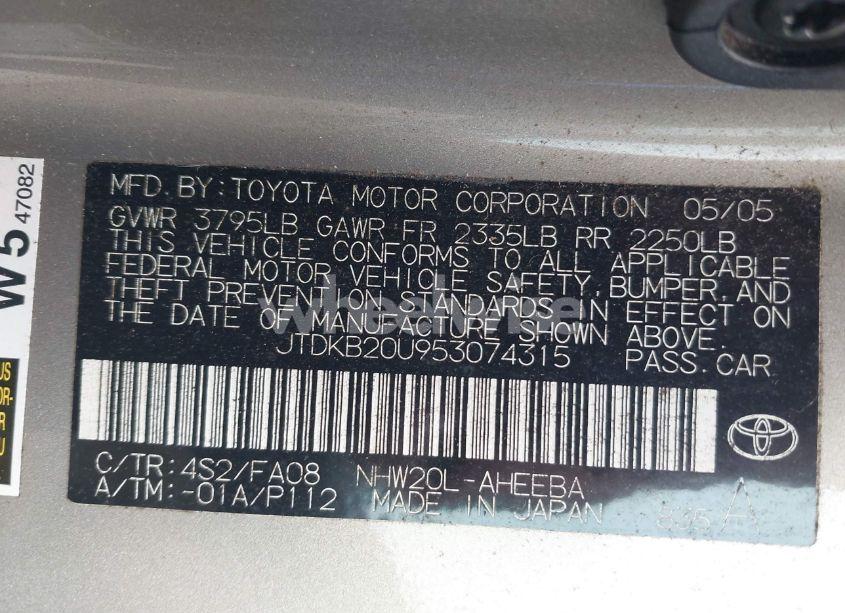 MFD. BY: TOYOTA MOTOR CORPORATION 05/05
GVWR 3795LB GAWR FR 2335LB RR 2250LB
THIS VEHICLE CONFORMS TO ALL APPLICABLE
FEDERAL MOTOR VEHICLE SAFETY, BUMPER, AND
THEFT PREVENTION STANDARDS IN EFFECT ON
THE DATE OF MANUFACTURE SHOWN ABOVE.
JTDKB20U953074315 PASS.CAR
C/TR: 4S2/FA08 NHW20L-AHEEBA
A/TM: -01A/P112 MADE IN JAPAN
W5
47082